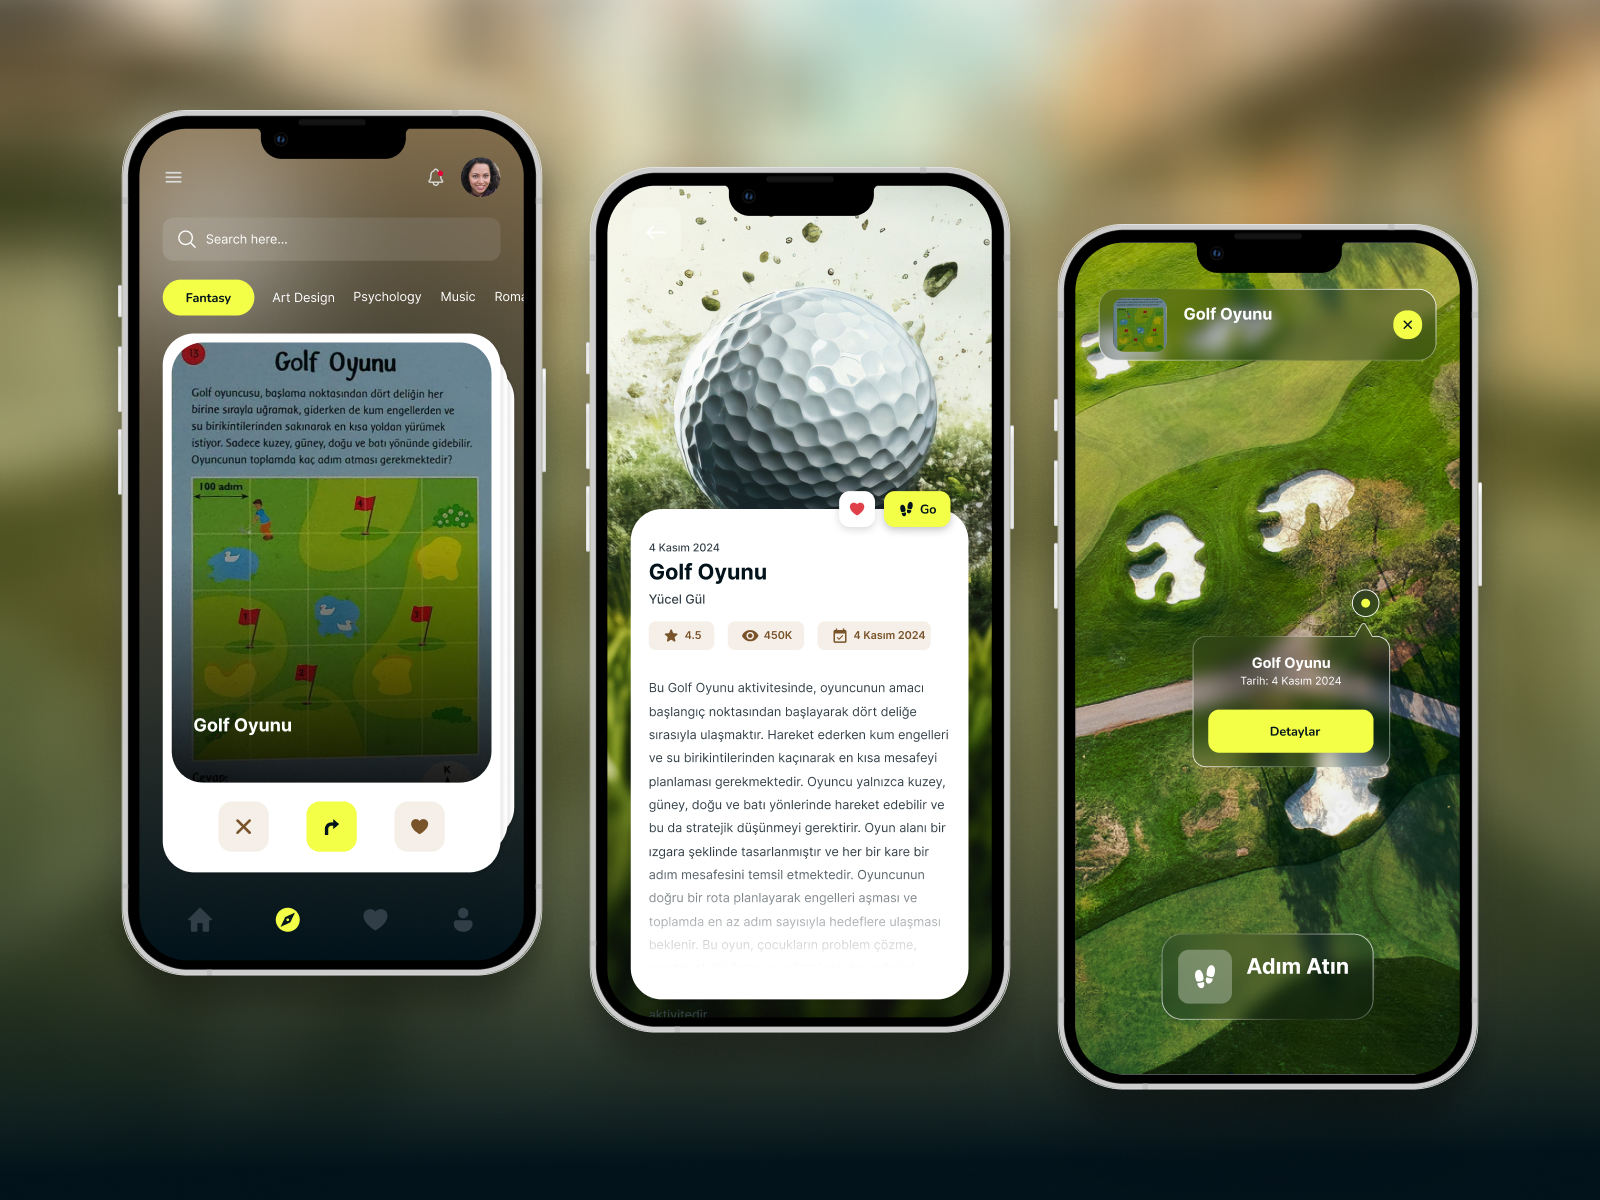 Search here...
Fantasy
Art Design
Psychology
Music
Roma
13
Golf Oyunu
Golf oyuncusu, başlama noktasından dört deliğin her
birine sırayla uğramak, giderken de kum engellerden ve
su birikintilerinden sakınarak en kısa yoldan yürümek
istiyor. Sadece kuzey, güney, doğu ve batı yönünde gidebilir.
Oyuncunun toplamda kaç adım atması gerekmektedir?
100 adım
4
1
3
2
Golf Oyunu
Cevap:
K
Go
4 Kasım 2024
Golf Oyunu
Yücel Gül
4.5
450K
4 Kasım 2024
Bu Golf Oyunu aktivitesinde, oyuncunun amacı
başlangıç noktasından başlayarak dört deliğe
sırasıyla ulaşmaktır. Hareket ederken kum engelleri
ve su birikintilerinden kaçınarak en kısa mesafeyi
planlaması gerekmektedir. Oyuncu yalnızca kuzey,
güney, doğu ve batı yönlerinde hareket edebilir ve
bu da stratejik düşünmeyi gerektirir. Oyun alanı bir
ızgara şeklinde tasarlanmıştır ve her bir kare bir
adım mesafesini temsil etmektedir. Oyuncunun
doğru bir rota planlayarak engelleri aşması ve
toplamda en az adım sayısıyla hedeflere ulaşması
beklenir. Bu oyun, çocukların problem çözme,
aktivitedir.
Golf Oyunu
Golf Oyunu
Tarih: 4 Kasım 2024
Detaylar
Adım Atın